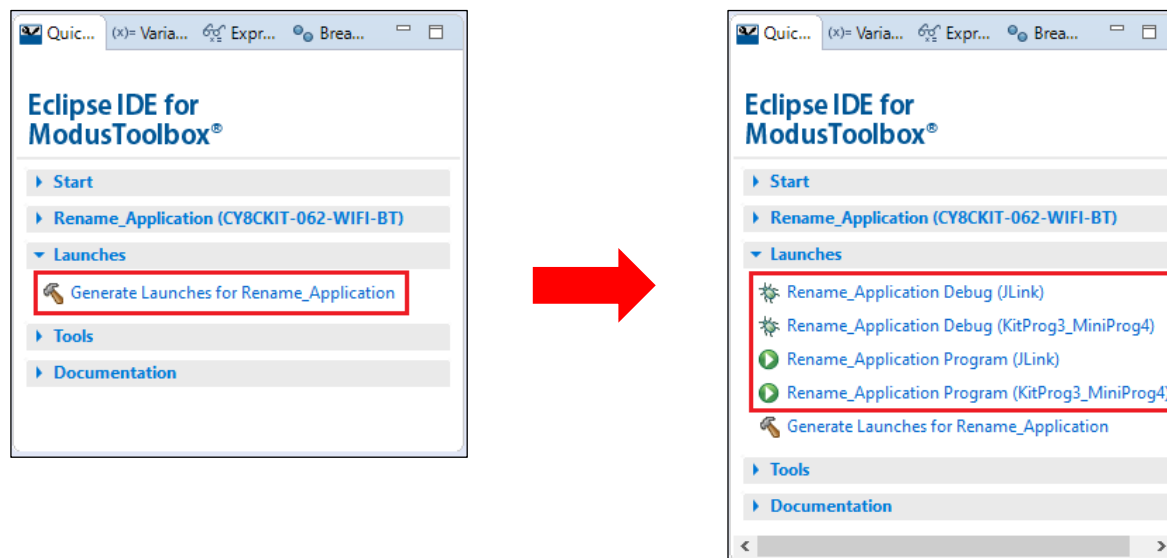 Quic...
(x)= Varia...
Expr...
Brea...
Eclipse IDE for
ModusToolbox®
Start
Rename_Application (CY8CKIT-062-WIFI-BT)
Launches
Generate Launches for Rename_Application
Tools
Documentation
Quic...
(x)= Varia...
Expr...
Brea...
Eclipse IDE for
ModusToolbox®
Start
Rename_Application (CY8CKIT-062-WIFI-BT)
Launches
Rename_Application Debug (JLink)
Rename_Application Debug (KitProg3_MiniProg4)
Rename_Application Program (JLink)
Rename_Application Program (KitProg3_MiniProg4)
Generate Launches for Rename_Application
Tools
Documentation